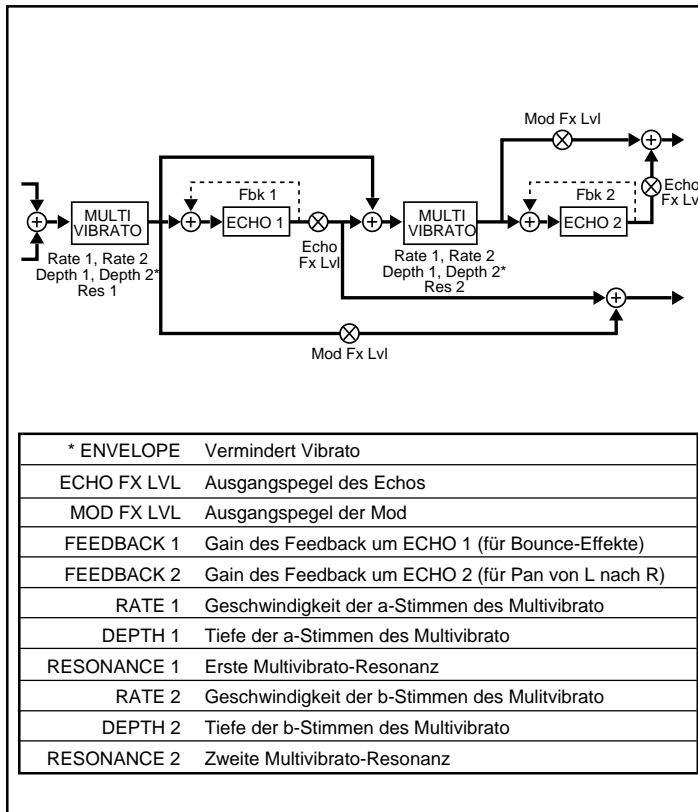 Mod Fx Lvl
Echo
Fx Lvl
Fbk 1
Fbk 2
MULTI
VIBRATO
ECHO 1
Echo
Fx Lvl
MULTI
VIBRATO
ECHO 2
Rate 1, Rate 2
Depth 1, Depth 2*
Res 1
Rate 1, Rate 2
Depth 1, Depth 2*
Res 2
Mod Fx Lvl
* ENVELOPE Vermindert Vibrato
ECHO FX LVL Ausgangspegel des Echos
MOD FX LVL Ausgangspegel der Mod
FEEDBACK 1 Gain des Feedback um ECHO 1 (für Bounce-Effekte)
FEEDBACK 2 Gain des Feedback um ECHO 2 (für Pan von L nach R)
RATE 1 Geschwindigkeit der a-Stimmen des Multivibrato
DEPTH 1 Tiefe der a-Stimmen des Multivibrato
RESONANCE 1 Erste Multivibrato-Resonanz
RATE 2 Geschwindigkeit der b-Stimmen des Mulitvibrato
DEPTH 2 Tiefe der b-Stimmen des Multivibrato
RESONANCE 2 Zweite Multivibrato-Resonanz